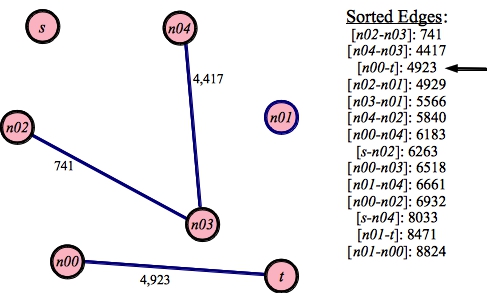 s
n04
Sorted Edges:
[n02-n03]: 741
[n04-n03]: 4417
[n00-t]: 4923
[n02-n01]: 4929
[n03-n01]: 5566
[n04-n02]: 5840
[n00-n04]: 6183
[s-n02]: 6263
[n00-n03]: 6518
[n01-n04]: 6661
[n00-n02]: 6932
[s-n04]: 8033
[n01-t]: 8471
[n01-n00]: 8824
4,417
n01
n02
741
n03
n00
4,923
t